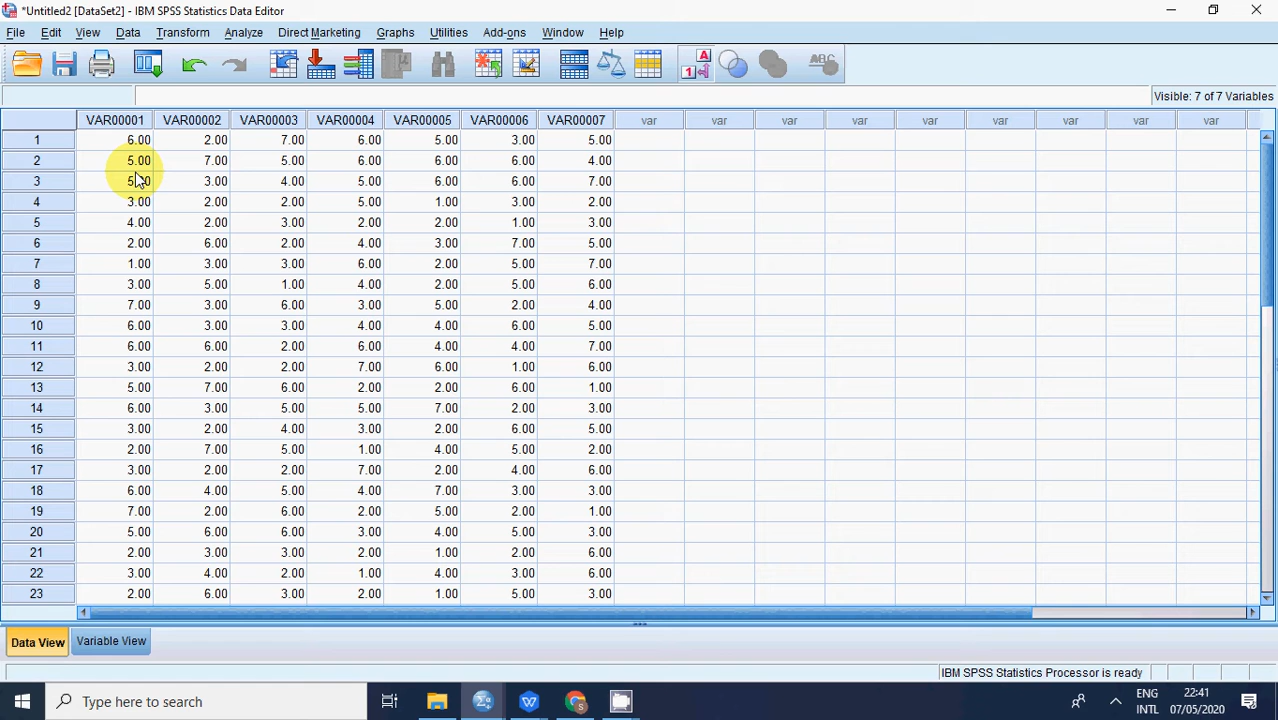 *Untitled2 [DataSet2] - IBM SPSS Statistics Data Editor
File Edit View Data Transform Analyze Direct Marketing Graphs Utilities Add-ons Window Help
Visible: 7 of 7 Variables
VAR00001 VAR00002 VAR00003 VAR00004 VAR00005 VAR00006 VAR00007 var var var var var var var var
1 6.00 2.00 7.00 6.00 5.00 3.00 5.00
2 5.00 7.00 5.00 6.00 6.00 6.00 4.00
3 3.00 4.00 5.00 6.00 6.00 7.00
4 3.00 2.00 2.00 5.00 1.00 3.00 2.00
5 4.00 2.00 3.00 2.00 2.00 1.00 3.00
6 2.00 6.00 2.00 4.00 3.00 7.00 5.00
7 1.00 3.00 3.00 6.00 2.00 5.00 7.00
8 3.00 5.00 1.00 4.00 2.00 5.00 6.00
9 7.00 3.00 6.00 3.00 5.00 2.00 4.00
10 6.00 3.00 3.00 4.00 4.00 6.00 5.00
11 6.00 6.00 2.00 6.00 4.00 4.00 7.00
12 3.00 2.00 2.00 7.00 6.00 1.00 6.00
13 5.00 7.00 6.00 2.00 2.00 6.00 1.00
14 6.00 3.00 5.00 5.00 7.00 2.00 3.00
15 3.00 2.00 4.00 3.00 2.00 6.00 5.00
16 2.00 7.00 5.00 1.00 4.00 5.00 2.00
17 3.00 2.00 2.00 7.00 2.00 4.00 6.00
18 6.00 4.00 5.00 4.00 7.00 3.00 3.00
19 7.00 2.00 6.00 2.00 5.00 2.00 1.00
20 5.00 6.00 6.00 3.00 4.00 5.00 3.00
21 2.00 3.00 3.00 2.00 1.00 2.00 6.00
22 3.00 4.00 2.00 1.00 4.00 3.00 6.00
23 2.00 6.00 3.00 2.00 1.00 5.00 3.00
Data View Variable View
IBM SPSS Statistics Processor is ready
Type here to search
ENG 22:41
INTL 07/05/2020